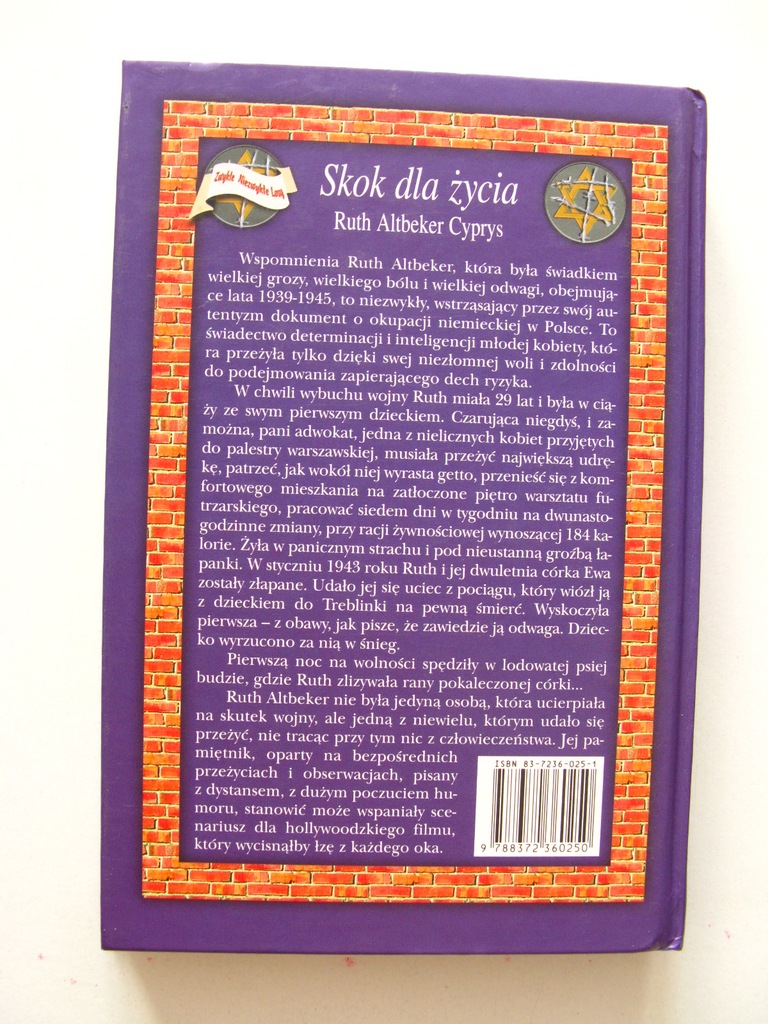 Zwykłe Niezwykłe Losy
Skok dla życia
Ruth Altbeker Cyprys
Wspomnienia Ruth Altbeker, która była świadkiem
wielkiej grozy, wielkiego bólu i wielkiej odwagi, obejmują-
ce lata 1939-1945, to niezwykły, wstrząsający przez swój au-
tentyzm dokument o okupacji niemieckiej w Polsce. To
świadectwo determinacji i inteligencji młodej kobiety, któ-
ra przeżyła tylko dzięki swej niezłomnej woli i zdolności
do podejmowania zapierającego dech ryzyka.
W chwili wybuchu wojny Ruth miała 29 lat i była w cią-
ży ze swym pierwszym dzieckiem. Czarująca niegdyś, i za-
można, pani adwokat, jedna z nielicznych kobiet przyjętych
do palestry warszawskiej, musiała przeżyć największą udrę-
kę, patrzeć, jak wokół niej wyrasta getto, przenieść się z kom-
fortowego mieszkania na zatłoczone piętro warsztatu fu-
trzarskiego, pracować siedem dni w tygodniu na dwunasto-
godzinne zmiany, przy racji żywnościowej wynoszącej 184 ka-
lorie. Żyła w panicznym strachu i pod nieustanną groźbą ła-
panki. W styczniu 1943 roku Ruth i jej dwuletnia córka Ewa
zostały złapane. Udało jej się uciec z pociągu, który wiózł ją
z dzieckiem do Treblinki na pewną śmierć. Wyskoczyła
pierwsza – z obawy, jak pisze, że zawiedzie ją odwaga. Dziec-
ko wyrzucono za nią w śnieg.
Pierwszą noc na wolności spędziły w lodowatej psiej
budzie, gdzie Ruth zlizywała rany pokaleczonej córki...
Ruth Altbeker nie była jedyną osobą, która ucierpiała
na skutek wojny, ale jedną z niewielu, którym udało się
przeżyć, nie tracąc przy tym nic z człowieczeństwa. Jej pa-
miętnik, oparty na bezpośrednich
przeżyciach i obserwacjach, pisany
z dystansem, z dużym poczuciem hu-
moru, stanowić może wspaniały sce-
nariusz dla hollywoodzkiego filmu,
który wycisnąłby łzę z każdego oka.
ISBN 83-7236-025-1
9 788372 360250